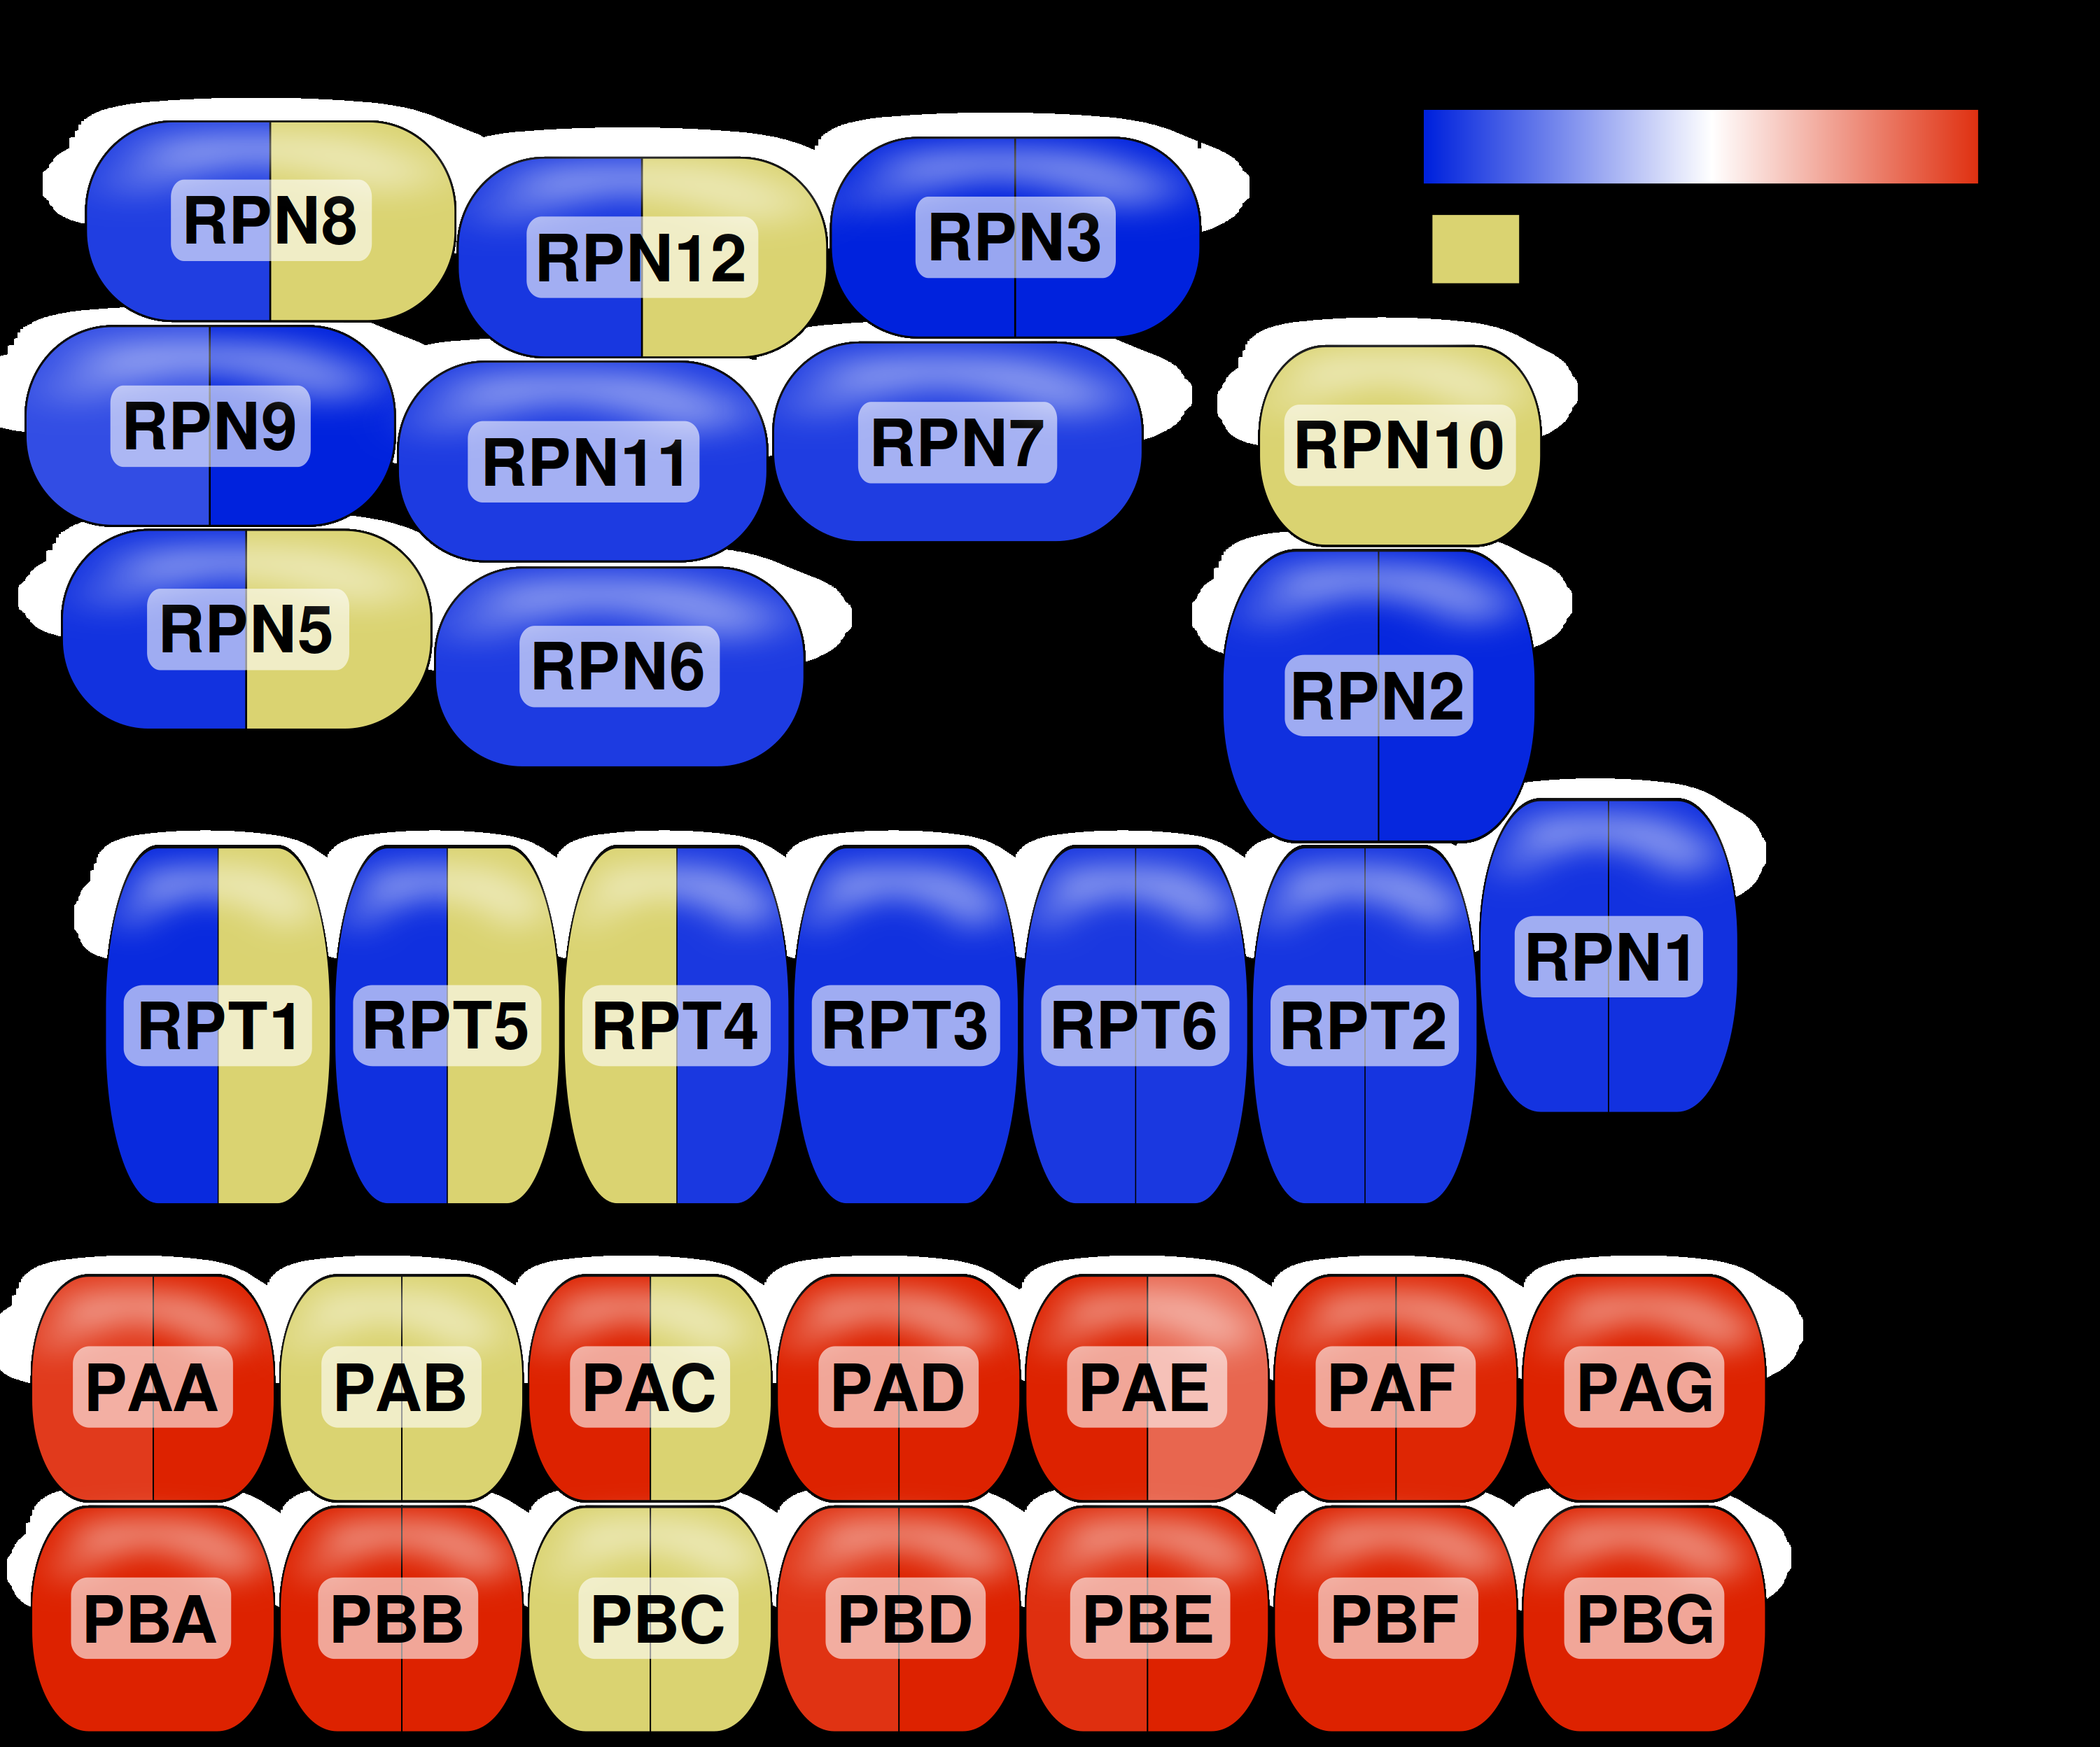 RPN8
RPN12
RPN3
RPN9
RPN11
RPN7
RPN10
RPN5
RPN6
RPN2
RPN1
RPT1
RPT5
RPT4
RPT3
RPT6
RPT2
PAA
PAB
PAC
PAD
PAE
PAF
PAG
PBA
PBB
PBC
PBD
PBE
PBF
PBG